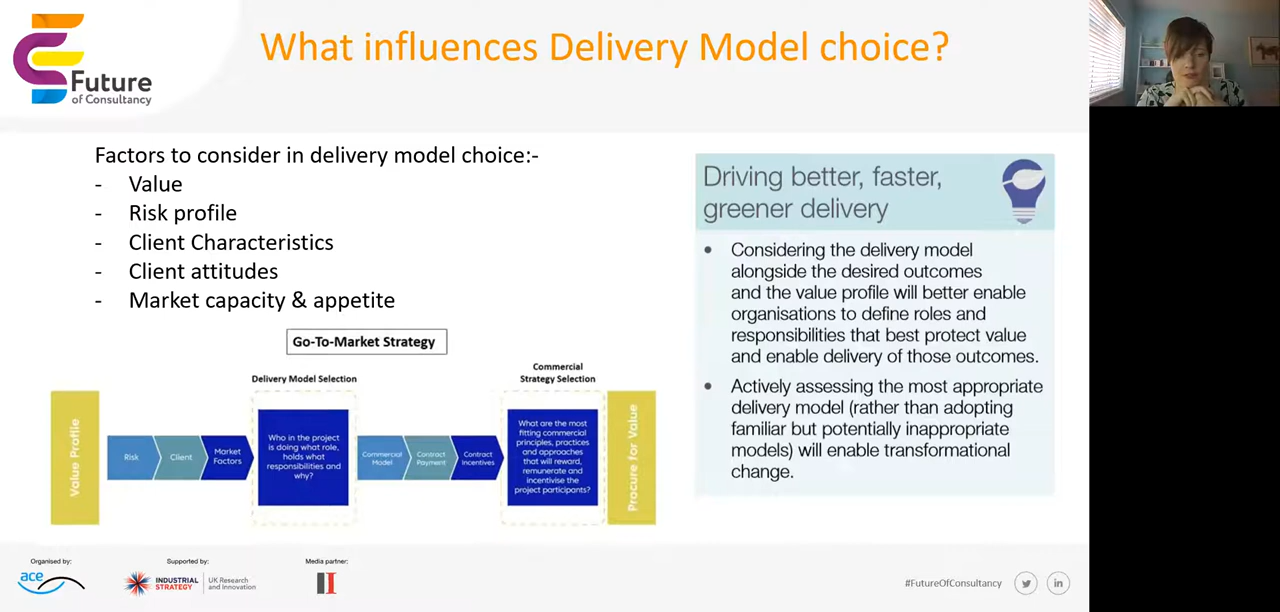 What influences Delivery Model choice?
Future
of Consultancy
Factors to consider in delivery model choice:-
- Value
- Risk profile
- Client Characteristics
- Client attitudes
- Market capacity & appetite
Go-To-Market Strategy
Delivery Model Selection
Commercial
Strategy Selection
Value Profile
Risk
Client
Market
Factors
Who in the project
is doing what role,
holds what
responsibilities and
why?
Commercial
Model
Contract
Payment
Contract
Incentives
What are the most
fitting commercial
principles, practices
and approaches
that will reward,
remunerate and
incentivise the
project participants?
Procure for Value
Driving better, faster,
greener delivery
• Considering the delivery model
alongside the desired outcomes
and the value profile will better enable
organisations to define roles and
responsibilities that best protect value
and enable delivery of those outcomes.
• Actively assessing the most appropriate
delivery model (rather than adopting
familiar but potentially inappropriate
models) will enable transformational
change.
Organised by:
ace
Supported by:
INDUSTRIAL
STRATEGY
UK Research
and Innovation
Media partner:
#FutureOfConsultancy
in